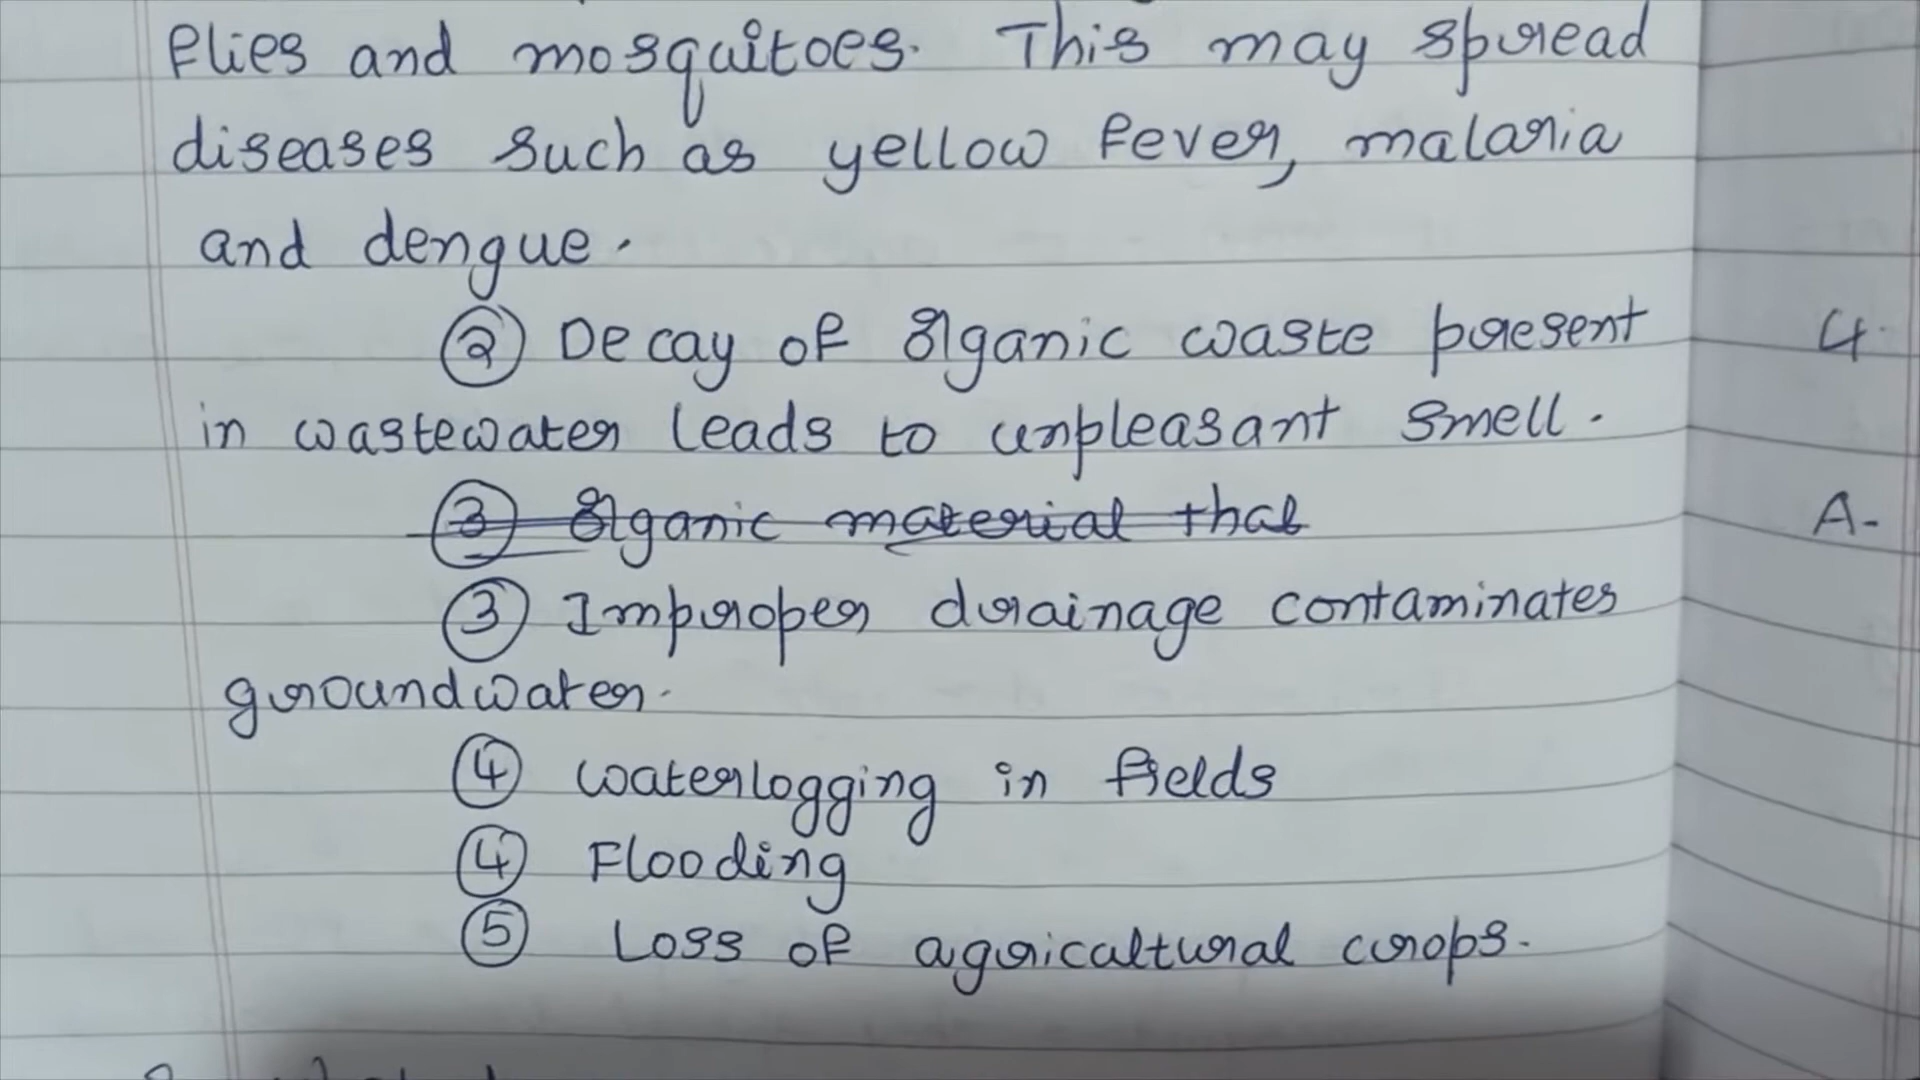 flies and mosquitoes. This may spread
diseases such as yellow fever, malaria
and dengue.
② Decay of organic waste present
in wastewater leads to unpleasant smell.
③ Organic material that
③ Improper drainage contaminates
groundwater.
④ Waterlogging in fields
④ Flooding
⑤ Loss of agricultural crops.
4.
A-